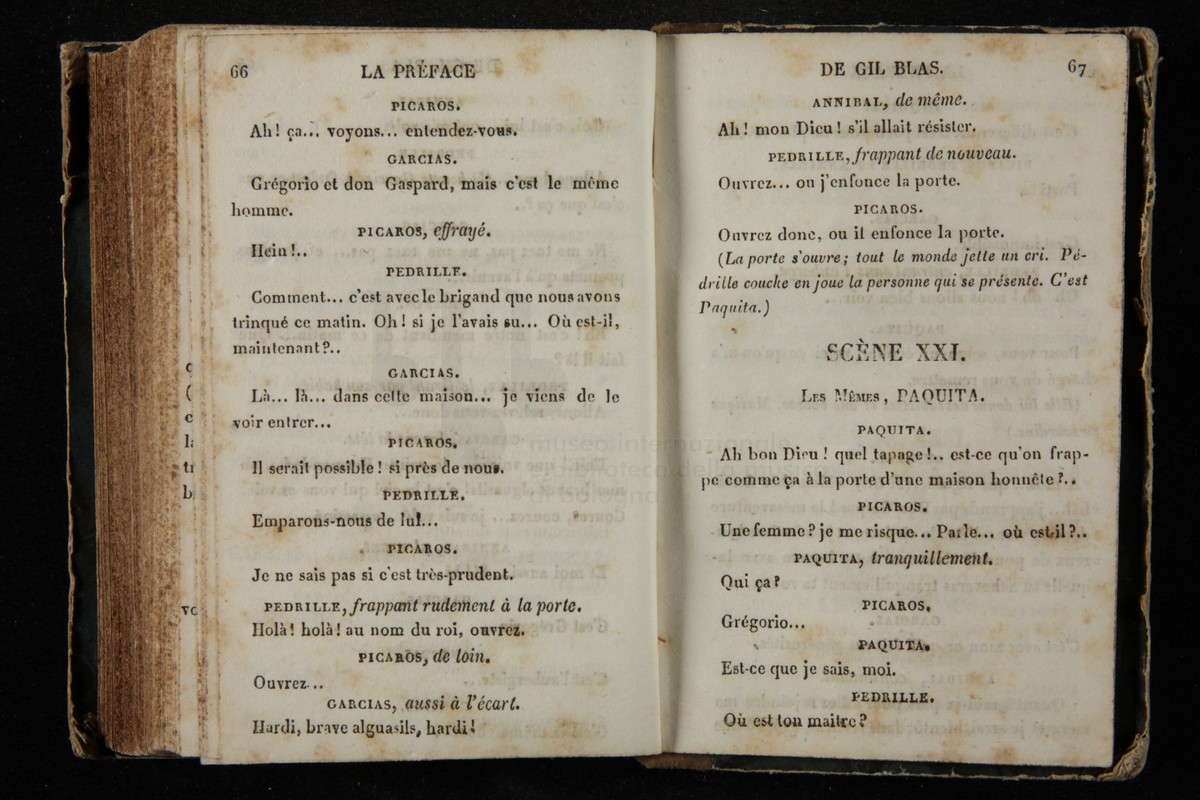 66 LA PRÉFACE
PICAROS.
Ah! ça... voyons... entendez-vous.
GARCIAS.
Grégorio et don Gaspard, mais c'est le même
homme.
PICAROS, effrayé.
Hein!..
PEDRILLE.
Comment... c'est avec le brigand que nous avons
trinqué ce matin. Oh! si je l'avais su... Où est-il,
maintenant?..
GARCIAS.
Là... là... dans cette maison... je viens de le
voir entrer...
PICAROS.
Il serait possible! si près de nous.
PEDRILLE.
Emparons-nous de lui...
PICAROS.
Je ne sais pas si c'est très-prudent.
PEDRILLE, frappant rudement à la porte.
Holà! holà! au nom du roi, ouvrez.
PICAROS, de loin.
Ouvrez...
GARCIAS, aussi à l'écart.
Hardi, brave alguasils, hardi!
DE GIL BLAS. 67
ANNIBAL, de même.
Ah! mon Dieu! s'il allait résister.
PEDRILLE, frappant de nouveau.
Ouvrez... ou j'enfonce la porte.
PICAROS.
Ouvrez donc, ou il enfonce la porte.
(La porte s'ouvre; tout le monde jette un cri. Pé-
drille couche en joue la personne qui se présente. C'est
Paquita.)
SCÈNE XXI.
LES MÊMES, PAQUITA.
PAQUITA.
Ah bon Dieu! quel tapage!.. est-ce qu'on frap-
pe comme ça à la porte d'une maison honnête?..
PICAROS.
Une femme? je me risque... Parle... où est-il?..
PAQUITA, tranquillement.
Qui ça?
PICAROS.
Grégorio...
PAQUITA.
Est-ce que je sais, moi.
PEDRILLE.
Où est ton maitre?